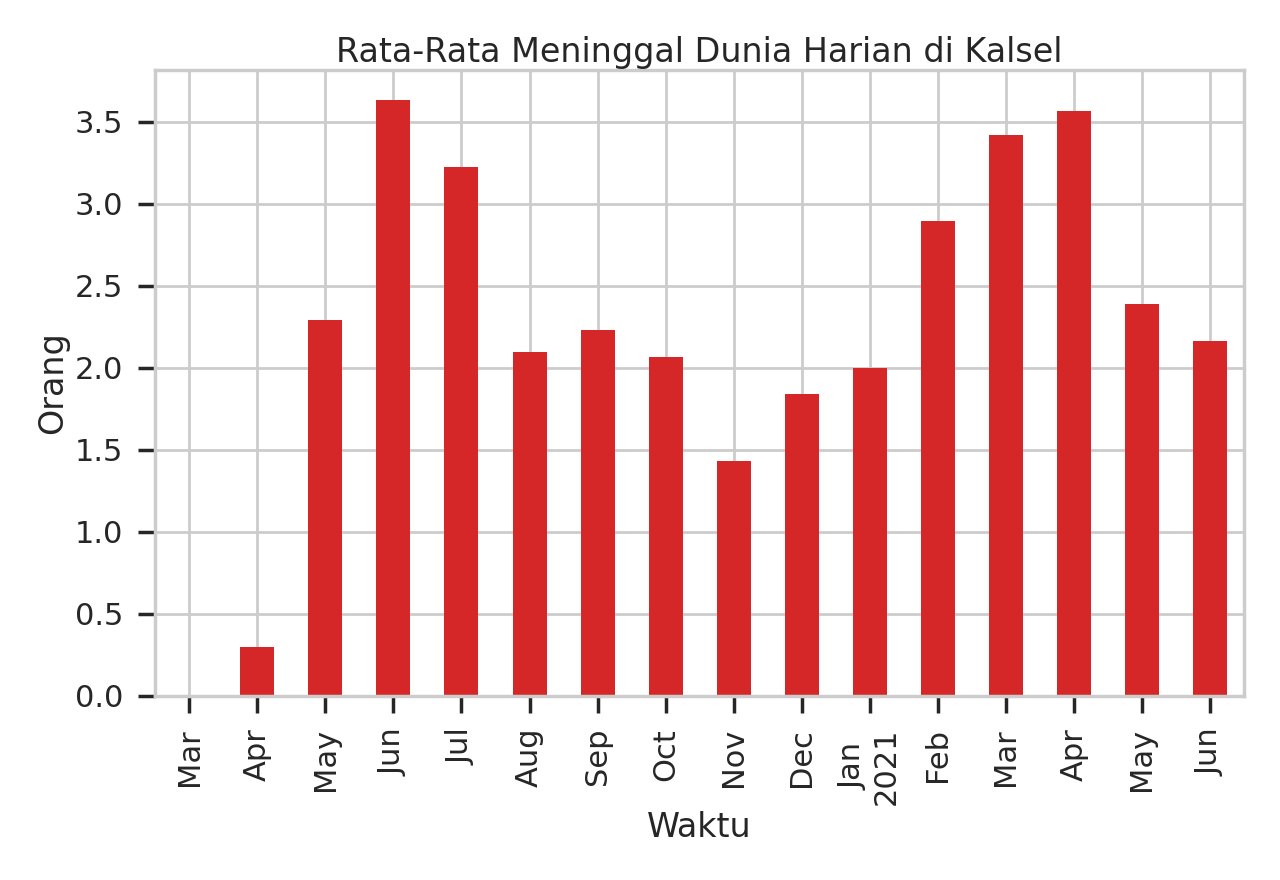 Rata-Rata Meninggal Dunia Harian di Kalsel
Orang
3.5
3.0
2.5
2.0
1.5
1.0
0.5
0.0
Mar
Apr
May
Jun
Jul
Aug
Sep
Oct
Nov
Dec
Jan
2021
Feb
Mar
Apr
May
Jun
Waktu